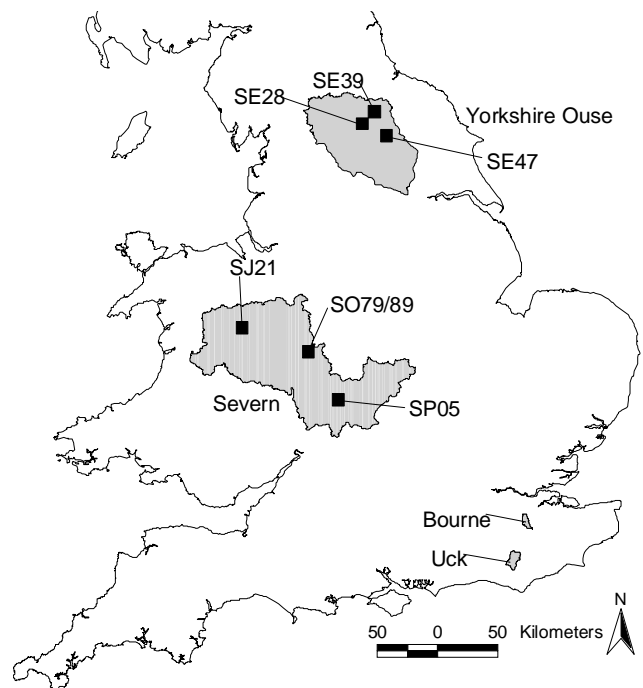 SE39
SE28
Yorkshire Ouse
SE47
SJ21
SO79/89
Severn
SP05
Bourne
Uck
N
50 0 50 Kilometers